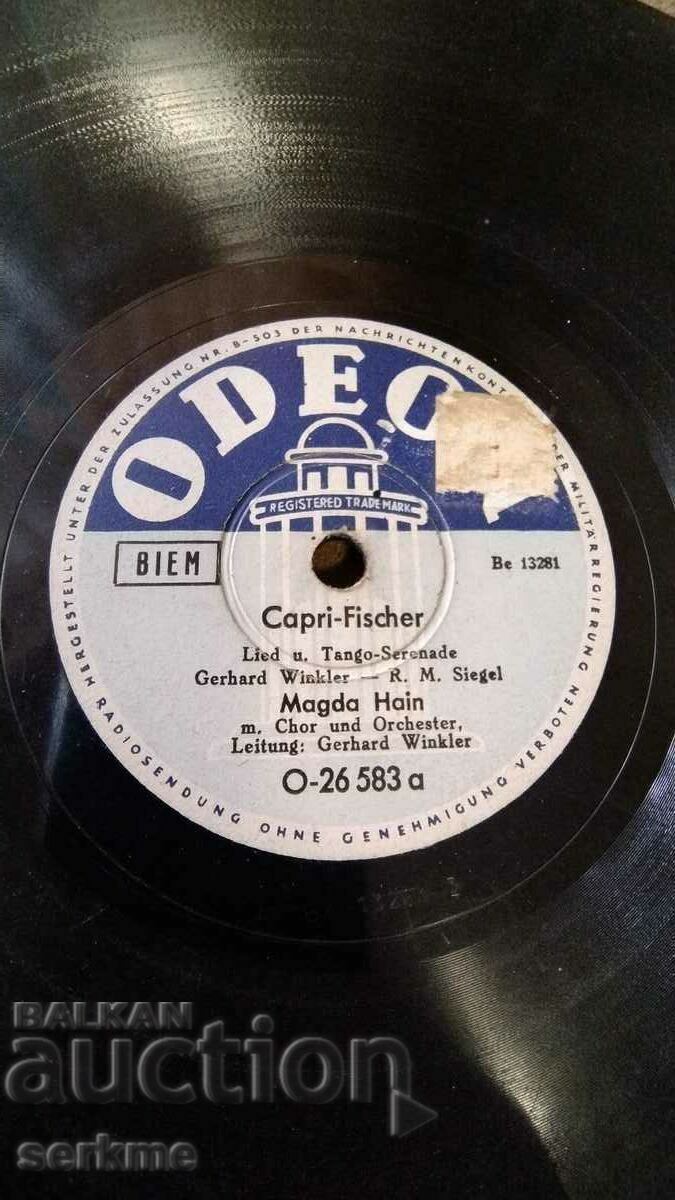 HERGESTELLT UNTER DER ZULASSUNG NR. B-503 DER NACHRICHTENKONT DER MILITÄRREGIERUNG
RADIOSENDUNG OHNE GENEHMIGUNG VERBOTEN
ODEO
REGISTERED TRADE MARK
BIEM
Be 13281
Capri-Fischer
Lied u. Tango-Serenade
Gerhard Winkler — R. M. Siegel
Magda Hain
m. Chor und Orchester,
Leitung: Gerhard Winkler
O-26 583 a
BALKAN
auction
serkme